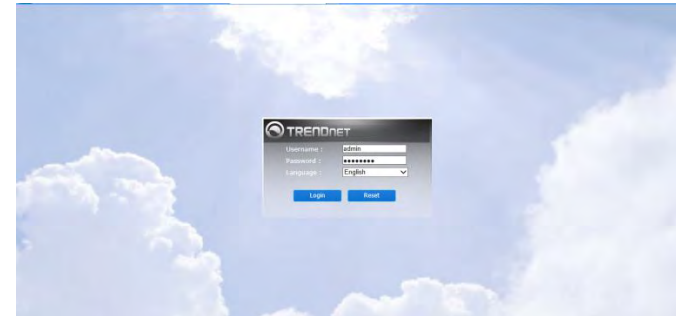 TRENDNET
Username : admin
Password : ••••••••
Language : English
Login Reset